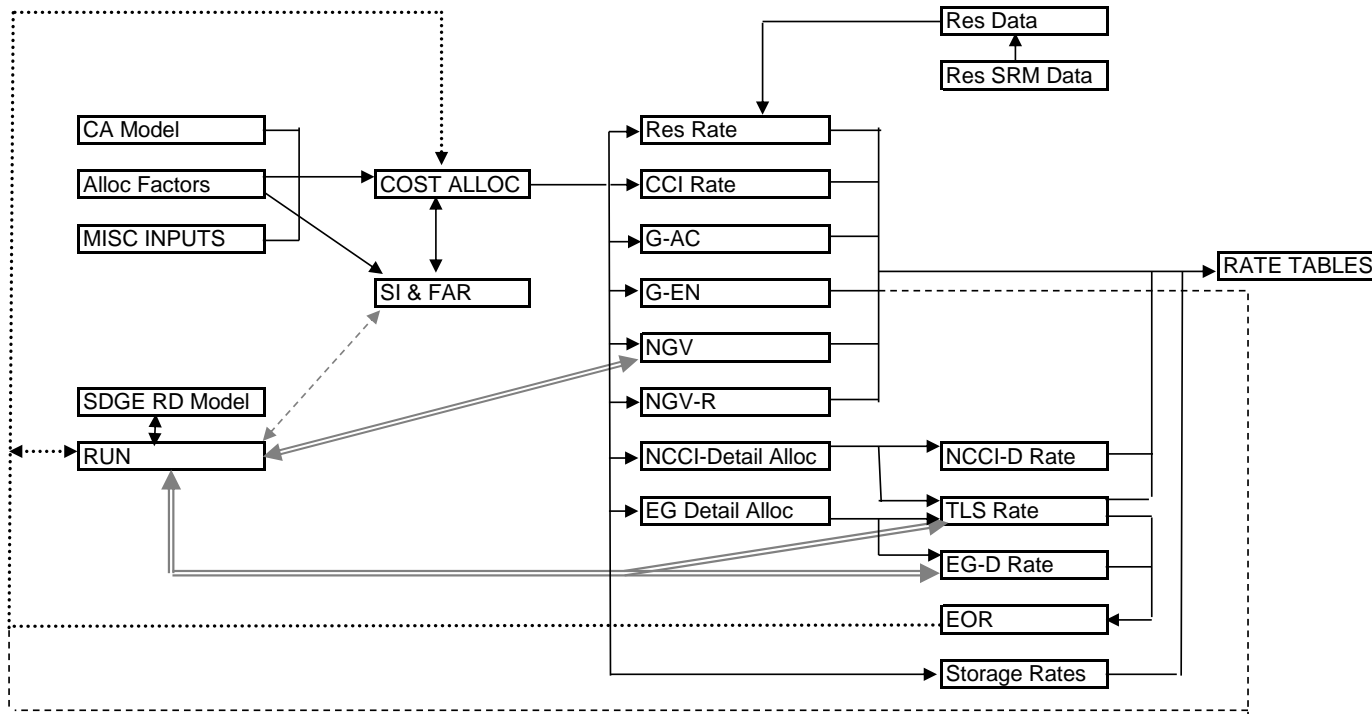 Res Data
Res SRM Data
CA Model
Res Rate
Alloc Factors
COST ALLOC
CCI Rate
MISC INPUTS
G-AC
RATE TABLES
SI & FAR
G-EN
NGV
SDGE RD Model
NGV-R
RUN
NCCI-Detail Alloc
NCCI-D Rate
EG Detail Alloc
TLS Rate
EG-D Rate
EOR
Storage Rates